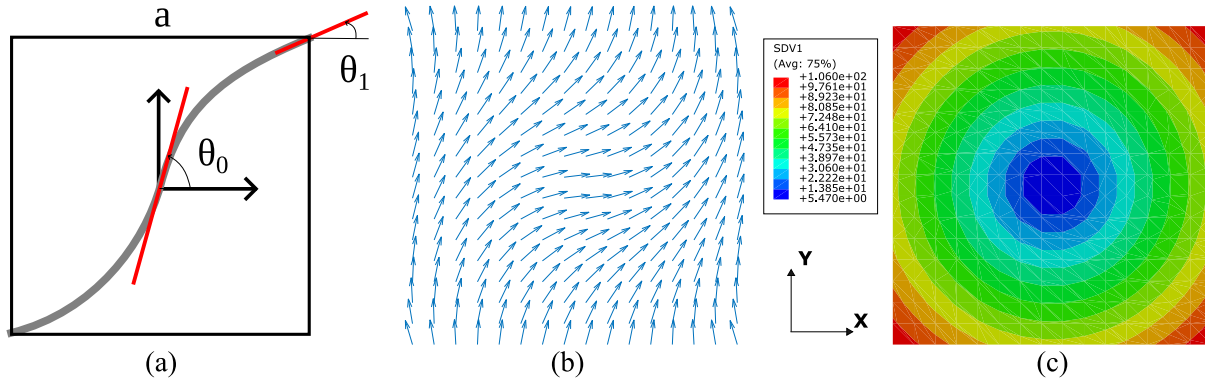 a
θ1
θ0
(a)
(b)
SDV1
(Avg: 75%)
+1.060e+02
+9.761e+01
+8.923e+01
+8.085e+01
+7.248e+01
+6.410e+01
+5.573e+01
+4.735e+01
+3.897e+01
+3.060e+01
+2.222e+01
+1.385e+01
+5.470e+00
Y
X
(c)